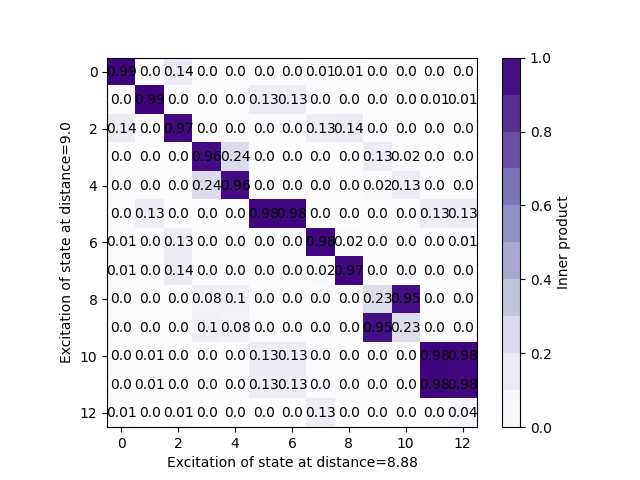 0 0.99 0.0 0.14 0.0 0.0 0.0 0.0 0.01 0.01 0.0 0.0 0.0 0.0
0.0 0.99 0.0 0.0 0.0 0.13 0.13 0.0 0.0 0.0 0.0 0.01 0.01
2 0.14 0.0 0.97 0.0 0.0 0.0 0.0 0.13 0.14 0.0 0.0 0.0 0.0
0.0 0.0 0.0 0.96 0.24 0.0 0.0 0.0 0.0 0.13 0.02 0.0 0.0
4 0.0 0.0 0.0 0.24 0.96 0.0 0.0 0.0 0.0 0.02 0.13 0.0 0.0
0.0 0.13 0.0 0.0 0.0 0.98 0.98 0.0 0.0 0.0 0.0 0.13 0.13
6 0.01 0.0 0.13 0.0 0.0 0.0 0.0 0.98 0.02 0.0 0.0 0.0 0.01
0.01 0.0 0.14 0.0 0.0 0.0 0.0 0.02 0.97 0.0 0.0 0.0 0.0
8 0.0 0.0 0.0 0.08 0.1 0.0 0.0 0.0 0.0 0.23 0.95 0.0 0.0
0.0 0.0 0.0 0.1 0.08 0.0 0.0 0.0 0.0 0.95 0.23 0.0 0.0
10 0.0 0.01 0.0 0.0 0.0 0.13 0.13 0.0 0.0 0.0 0.0 0.98 0.98
0.0 0.01 0.0 0.0 0.0 0.13 0.13 0.0 0.0 0.0 0.0 0.98 0.98
12 0.01 0.0 0.01 0.0 0.0 0.0 0.0 0.13 0.0 0.0 0.0 0.0 0.04
0 2 4 6 8 10 12
Excitation of state at distance=8.88
Excitation of state at distance=9.0
1.0
0.8
0.6
0.4
0.2
0.0
Inner product